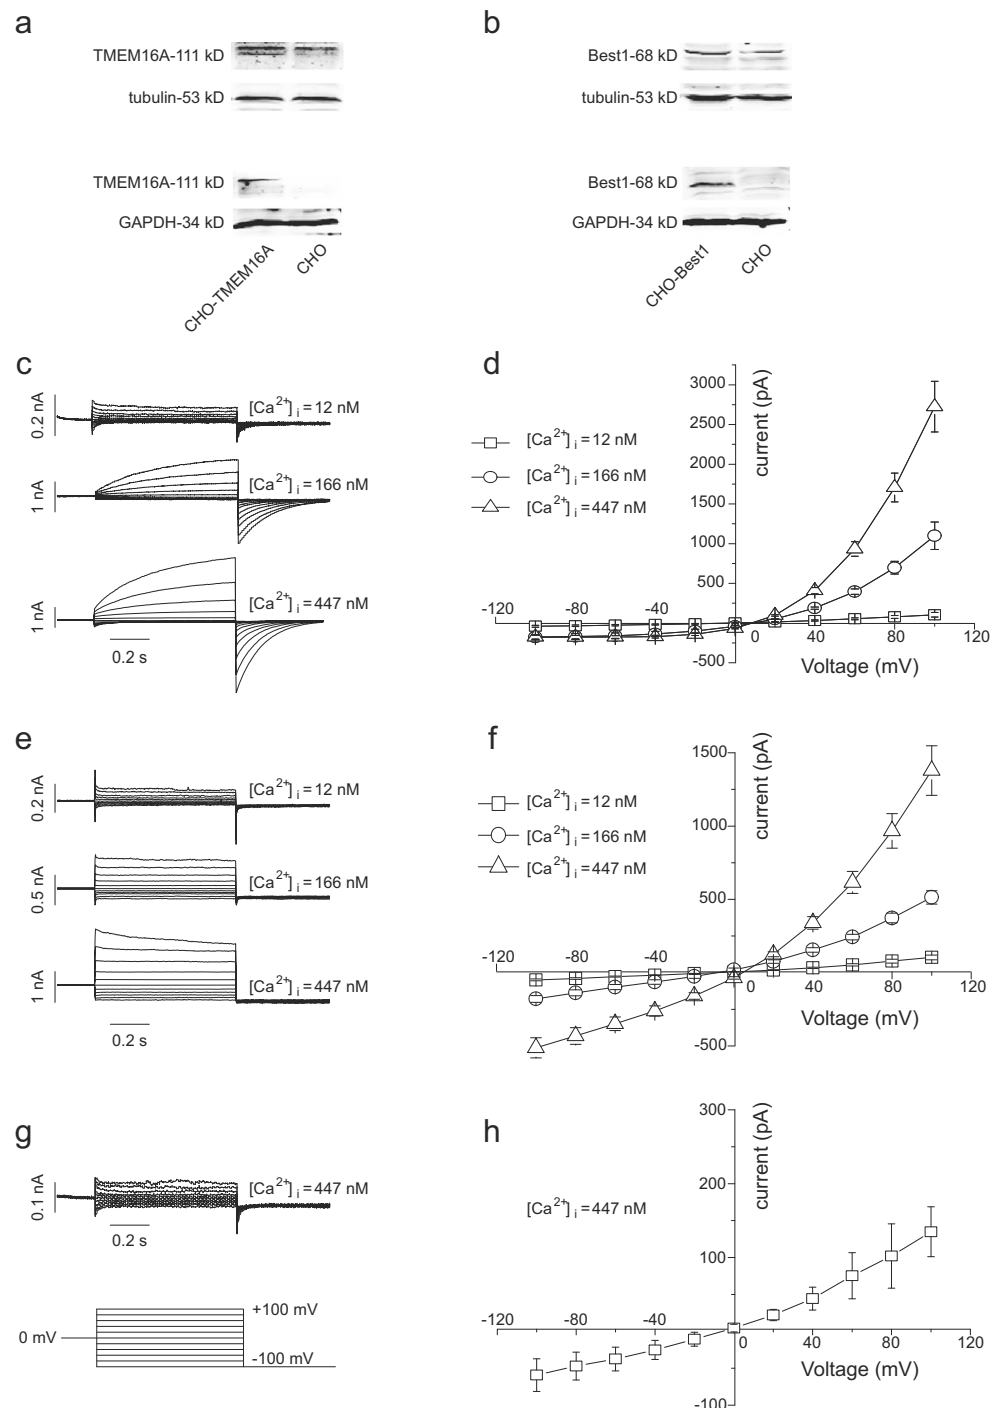 a
TMEM16A-111 kD
tubulin-53 kD
TMEM16A-111 kD
GAPDH-34 kD
CHO-TMEM16A
CHO
b
Best1-68 kD
tubulin-53 kD
Best1-68 kD
GAPDH-34 kD
CHO-Best1
CHO
c
0.2 nA
[Ca2+]i = 12 nM
1 nA
[Ca2+]i = 166 nM
1 nA
[Ca2+]i = 447 nM
0.2 s
d
[Ca2+]i = 12 nM
[Ca2+]i = 166 nM
[Ca2+]i = 447 nM
current (pA)
3000
2500
2000
1500
1000
500
-500
-120 -80 -40 0 40 80 120
Voltage (mV)
e
0.2 nA
[Ca2+]i = 12 nM
0.5 nA
[Ca2+]i = 166 nM
1 nA
[Ca2+]i = 447 nM
0.2 s
f
[Ca2+]i = 12 nM
[Ca2+]i = 166 nM
[Ca2+]i = 447 nM
current (pA)
1500
1000
500
-500
-120 -80 -40 0 40 80 120
Voltage (mV)
g
0.1 nA
[Ca2+]i = 447 nM
0.2 s
0 mV
+100 mV
-100 mV
h
[Ca2+]i = 447 nM
current (pA)
300
200
100
-100
-120 -80 -40 0 40 80 120
Voltage (mV)